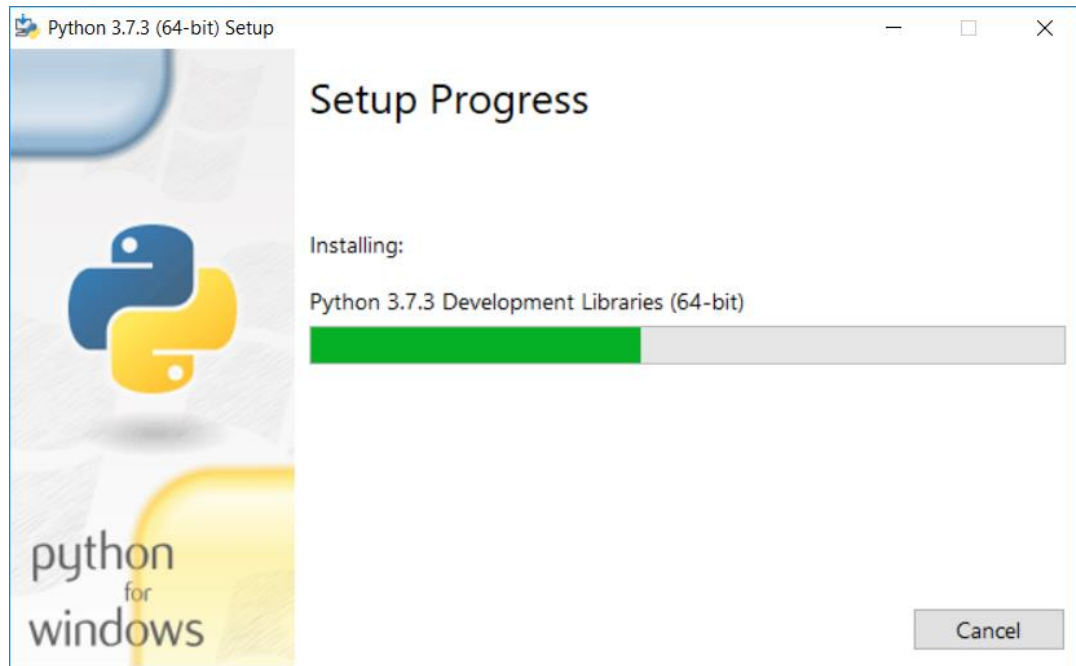 Python 3.7.3 (64-bit) Setup
Setup Progress
Installing:
Python 3.7.3 Development Libraries (64-bit)
python
for
windows
Cancel